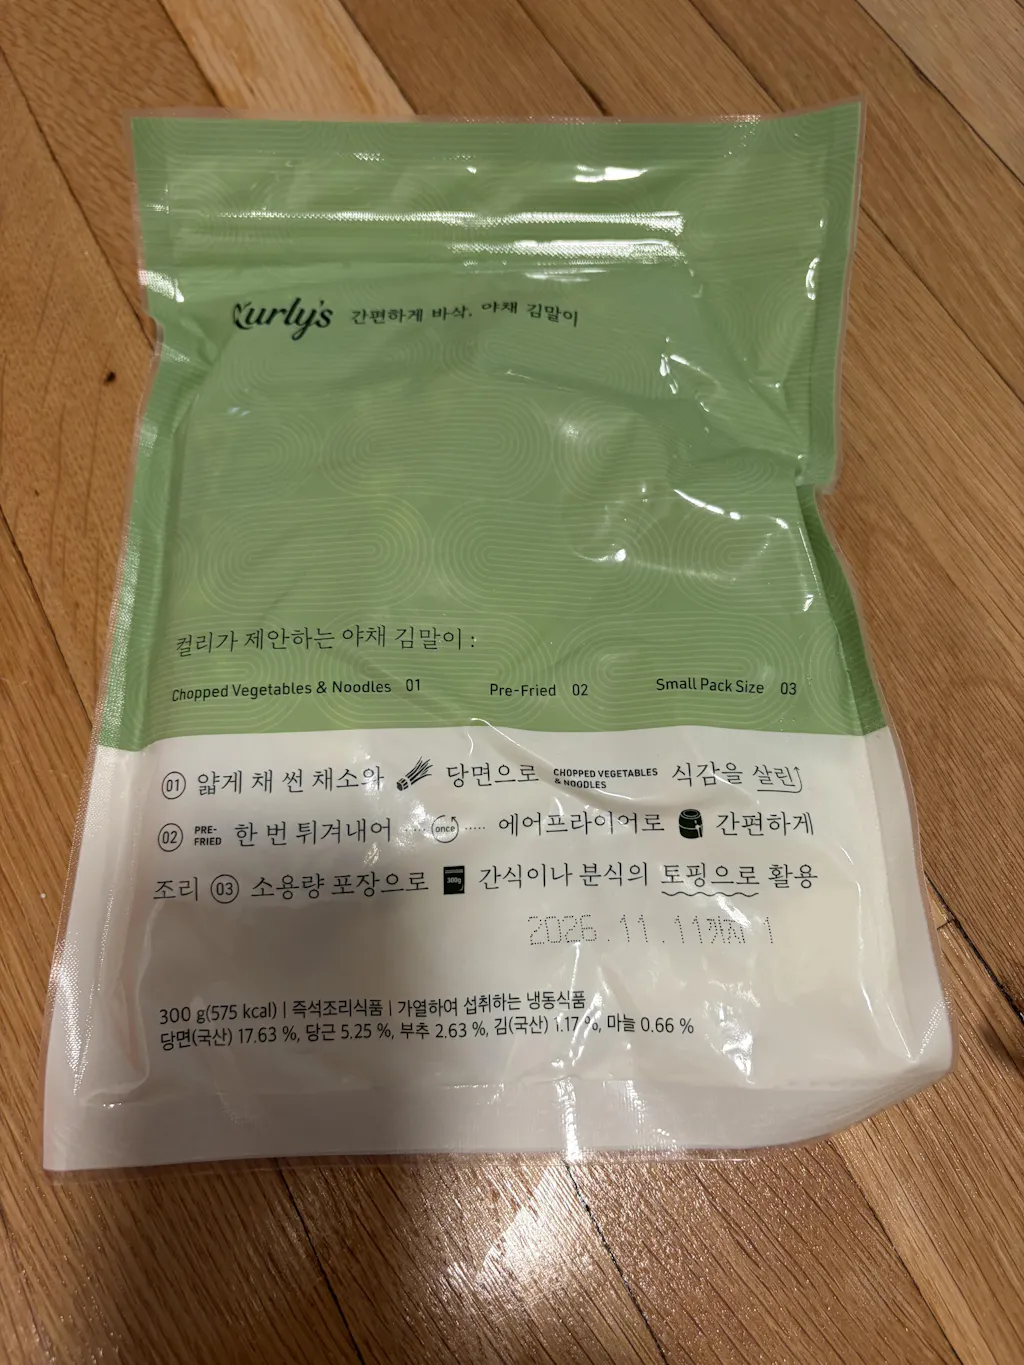 Kurly's 간편하게 바삭, 야채 김말이
컬리가 제안하는 야채 김말이 :
Chopped Vegetables & Noodles 01 Pre-Fried 02 Small Pack Size 03
01 얇게 채 썬 채소와 당면으로 CHOPPED VEGETABLES & NOODLES 식감을 살린
02 PRE-FRIED 한 번 튀겨내어 once 에어프라이어로 간편하게
조리 03 소용량 포장으로 300g 간식이나 분식의 토핑으로 활용
2026.11.11까지 1
300 g(575 kcal) | 즉석조리식품 | 가열하여 섭취하는 냉동식품
당면(국산) 17.63 %, 당근 5.25 %, 부추 2.63 %, 김(국산) 1.17 %, 마늘 0.66 %